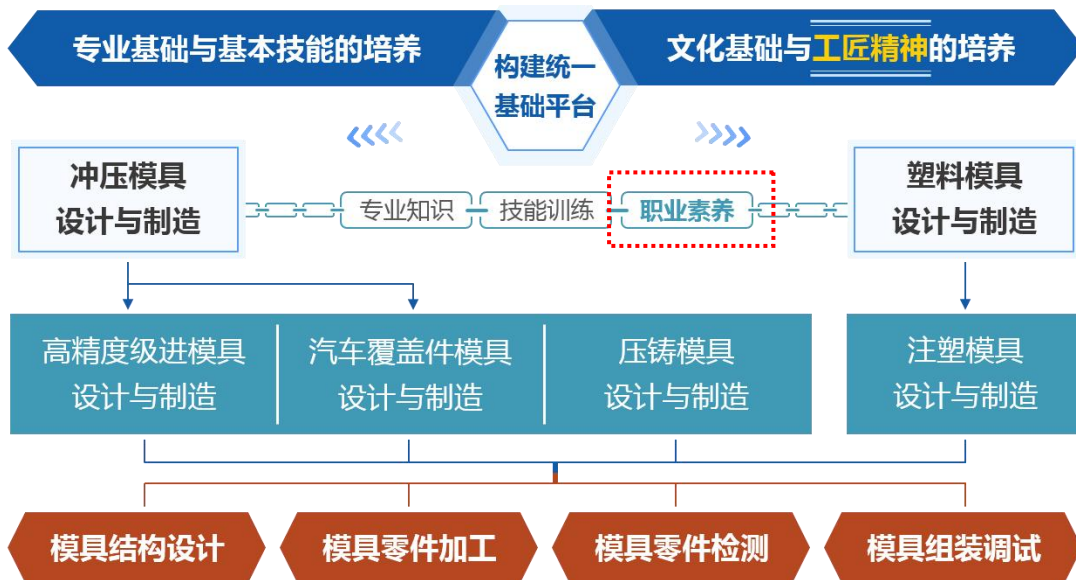 专业基础与基本技能的培养
构建统一
基础平台
文化基础与工匠精神的培养
冲压模具
设计与制造
专业知识
技能训练
职业素养
塑料模具
设计与制造
高精度级进模具
设计与制造
汽车覆盖件模具
设计与制造
压铸模具
设计与制造
注塑模具
设计与制造
模具结构设计
模具零件加工
模具零件检测
模具组装调试